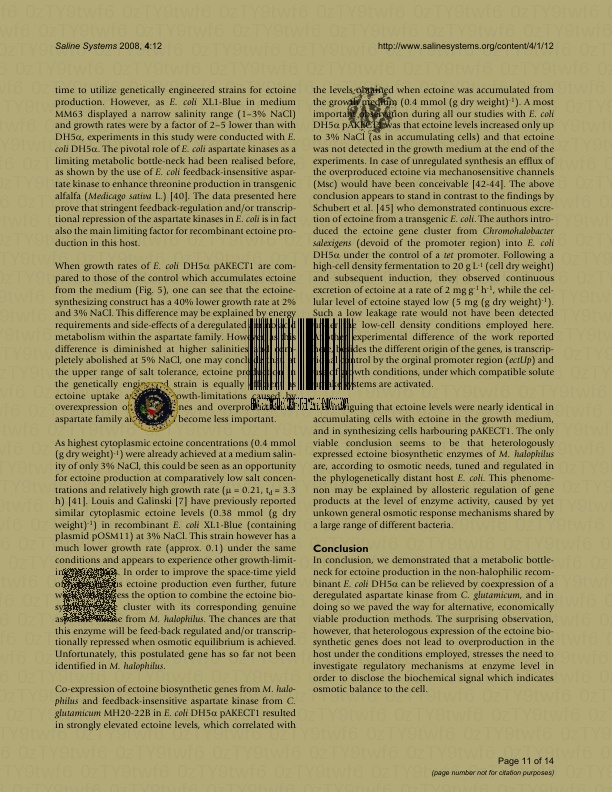 Saline Systems 2008, 4:12
http://www.salinesystems.org/content/4/1/12
time to utilize genetically engineered strains for ectoine
production. However, as E. coli XL1-Blue in medium
MM63 displayed a narrow salinity range (1–3% NaCl)
and growth rates were by a factor of 2–5 lower than with
DH5α, experiments in this study were conducted with E.
coli DH5α. The pivotal role of E. coli aspartate kinases as a
limiting metabolic bottle-neck had been realised before,
as shown by the use of E. coli feedback-insensitive aspar-
tate kinase to enhance threonine production in transgenic
alfalfa (Medicago sativa L.) [40]. The data presented here
prove that stringent feedback-regulation and/or transcrip-
tional repression of the aspartate kinases in E. coli is in fact
also the main limiting factor for recombinant ectoine pro-
duction in this host.
When growth rates of E. coli DH5α pAKECT1 are com-
pared to those of the control which accumulates ectoine
from the medium (Fig. 5), one can see that the ectoine-
synthesizing construct has a 40% lower growth rate at 2%
and 3% NaCl. This difference may be explained by energy
requirements and side-effects of a deregulated
metabolism within the aspartate family. However
difference is diminished at higher salinities
pletely abolished at 5% NaCl, one may conclude
the upper range of salt tolerance, ectoine
the genetically strain is equally
ectoine uptake
overexpression of nes and
aspartate family become less important.
As highest cytoplasmic ectoine concentrations (0.4 mmol
(g dry weight)-1) were already achieved at a medium salin-
ity of only 3% NaCl, this could be seen as an opportunity
for ectoine production at comparatively low salt concen-
trations and relatively high growth rate (μ = 0.21, td = 3.3
h) [41]. Louis and Galinski [7] have previously reported
similar cytoplasmic ectoine levels (0.38 mmol (g dry
weight)-1) in recombinant E. coli XL1-Blue (containing
plasmid pOSM11) at 3% NaCl. This strain however has a
much lower growth rate (approx. 0.1) under the same
conditions and appears to experience other growth-limit-
In order to improve the space-time yield
ectoine production even further, future
the option to combine the ectoine bio-
cluster with its corresponding genuine
from M. halophilus. The chances are that
this enzyme will be feed-back regulated and/or transcrip-
tionally repressed when osmotic equilibrium is achieved.
Unfortunately, this postulated gene has so far not been
identified in M. halophilus.
Co-expression of ectoine biosynthetic genes from M. halo-
philus and feedback-insensitive aspartate kinase from C.
glutamicum MH20-22B in E. coli DH5α pAKECT1 resulted
in strongly elevated ectoine levels, which correlated with
the levels obtained when ectoine was accumulated from
the growth medium (0.4 mmol (g dry weight)-1). A most
important observation during all our studies with E. coli
DH5α pAKECT1 was that ectoine levels increased only up
to 3% NaCl (as in accumulating cells) and that ectoine
was not detected in the growth medium at the end of the
experiments. In case of unregulated synthesis an efflux of
the overproduced ectoine via mechanosensitive channels
(Msc) would have been conceivable [42-44]. The above
conclusion appears to stand in contrast to the findings by
Schubert et al. [45] who demonstrated continuous excre-
tion of ectoine from a transgenic E. coli. The authors intro-
duced the ectoine gene cluster from Chromohalobacter
salexigens (devoid of the promoter region) into E. coli
DH5α under the control of a tet promoter. Following a
high-cell density fermentation to 20 g L-1 (cell dry weight)
and subsequent induction, they observed continuous
excretion of ectoine at a rate of 2 mg g-1 h-1, while the cel-
lular level of ectoine stayed low (5 mg (g dry weight)-1).
Such a low leakage rate would not have been detected
low-cell density conditions employed here.
experimental difference of the work discussed
besides the different origin of the genes, is transcrip-
control by the orginal promoter region (ectUp) and
conditions, under which compatible solute
systems are activated.
that ectoine levels were nearly identical in
accumulating cells with ectoine in the growth medium,
and in synthesizing cells harbouring pAKECT1. The only
viable conclusion seems to be that heterologously
expressed ectoine biosynthetic enzymes of M. halophilus
are, according to osmotic needs, tuned and regulated in
the phylogenetically distant host E. coli. This phenome-
non may be explained by allosteric regulation of gene
products at the level of enzyme activity, caused by yet
unknown general osmotic response mechanisms shared by
a large range of different bacteria.
Conclusion
In conclusion, we demonstrated that a metabolic bottle-
neck for ectoine production in the non-halophilic recom-
binant E. coli DH5α can be relieved by coexpression of a
deregulated aspartate kinase from C. glutamicum, and in
doing so we paved the way for alternative, economically
viable production methods. The surprising observation,
however, that heterologous expression of the ectoine bio-
synthetic genes does not lead to overproduction in the
host under the conditions employed, stresses the need to
investigate regulatory mechanisms at enzyme level in
order to disclose the biochemical signal which indicates
osmotic balance to the cell.
Page 11 of 14
(page number not for citation purposes)